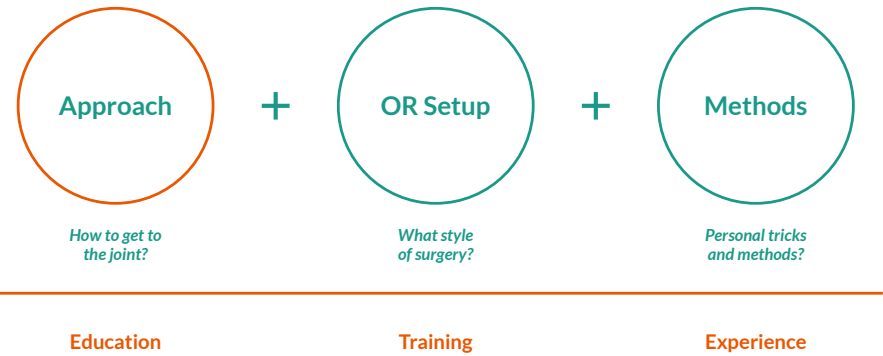 Approach + OR Setup + Methods
How to get to
the joint?
What style
of surgery?
Personal tricks
and methods?
Education
Training
Experience